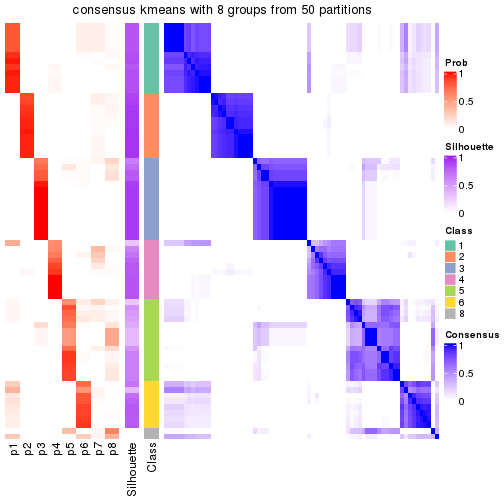 consensus kmeans with 8 groups from 50 partitions
Prob
1
0.5
0
Silhouette
1
0.5
0
Class
1
2
3
4
5
6
8
Consensus
1
0.5
0
p1
p2
p3
p4
p5
p6
p7
p8
Silhouette
Class